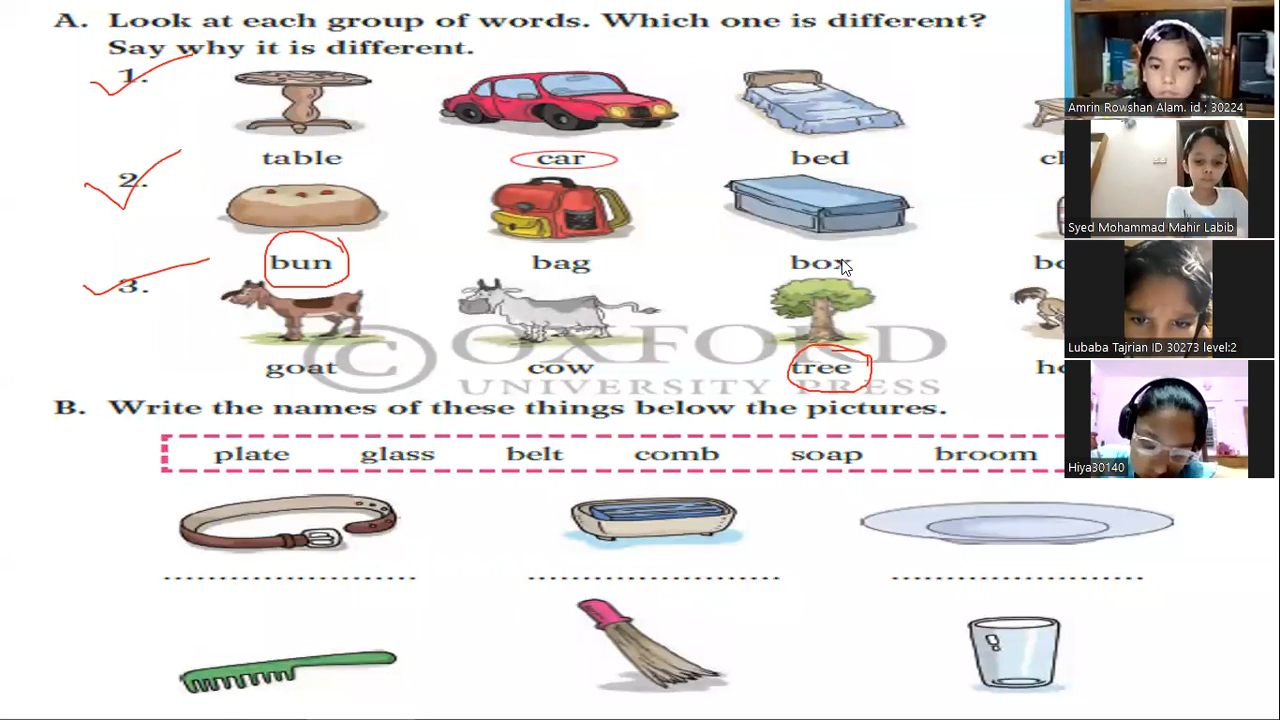 A. Look at each group of words. Which one is different?
Say why it is different.
1.
table car bed
2.
bun bag box
3.
goat cow tree
© OXFORD
UNIVERSITY PRESS
B. Write the names of these things below the pictures.
plate glass belt comb soap broom
Amrin Rowshan Alam. id ; 30224
Syed Mohammad Mahir Labib
Lubaba Tajrian ID 30273 level:2
Hiya30140